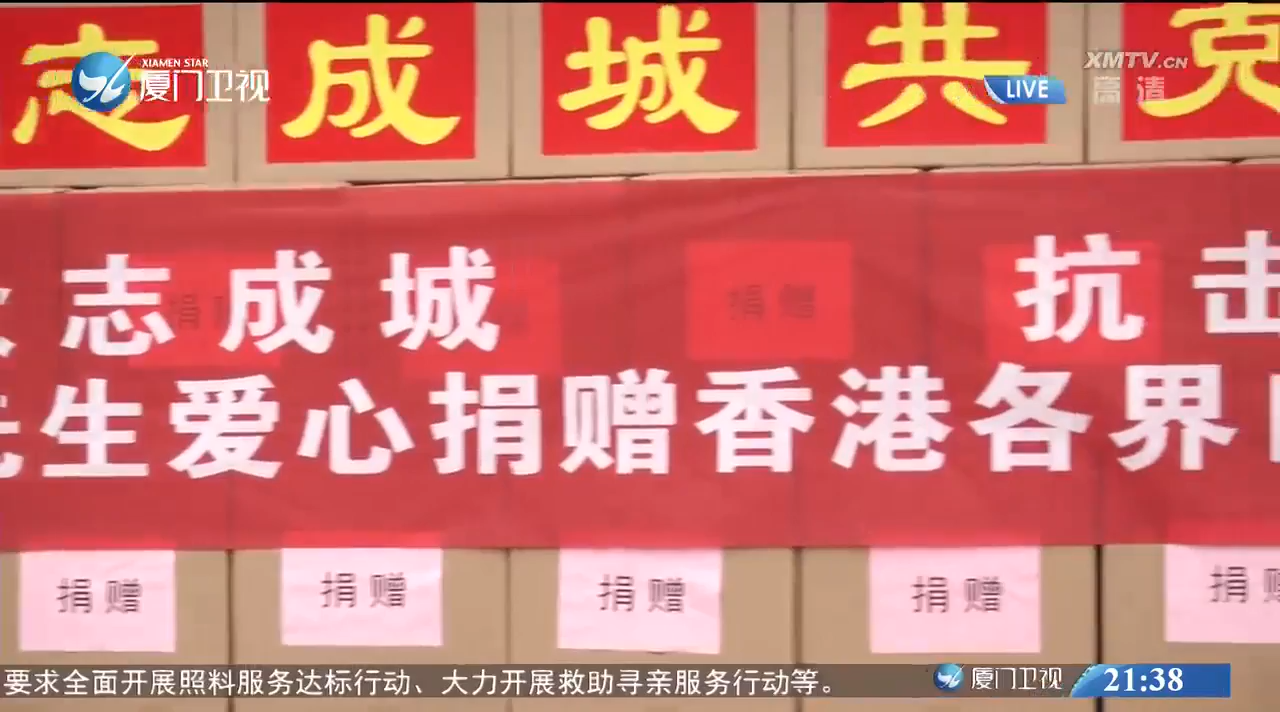 志成城共克
XIAMEN STAR
厦门卫视
XMTV.CN
LIVE
高清
志成城 抗击
生爱心捐赠香港各界
捐赠
捐赠
捐赠 捐赠 捐赠 捐赠 捐赠
要求全面开展照料服务达标行动、大力开展救助寻亲服务行动等。
厦门卫视
21:38